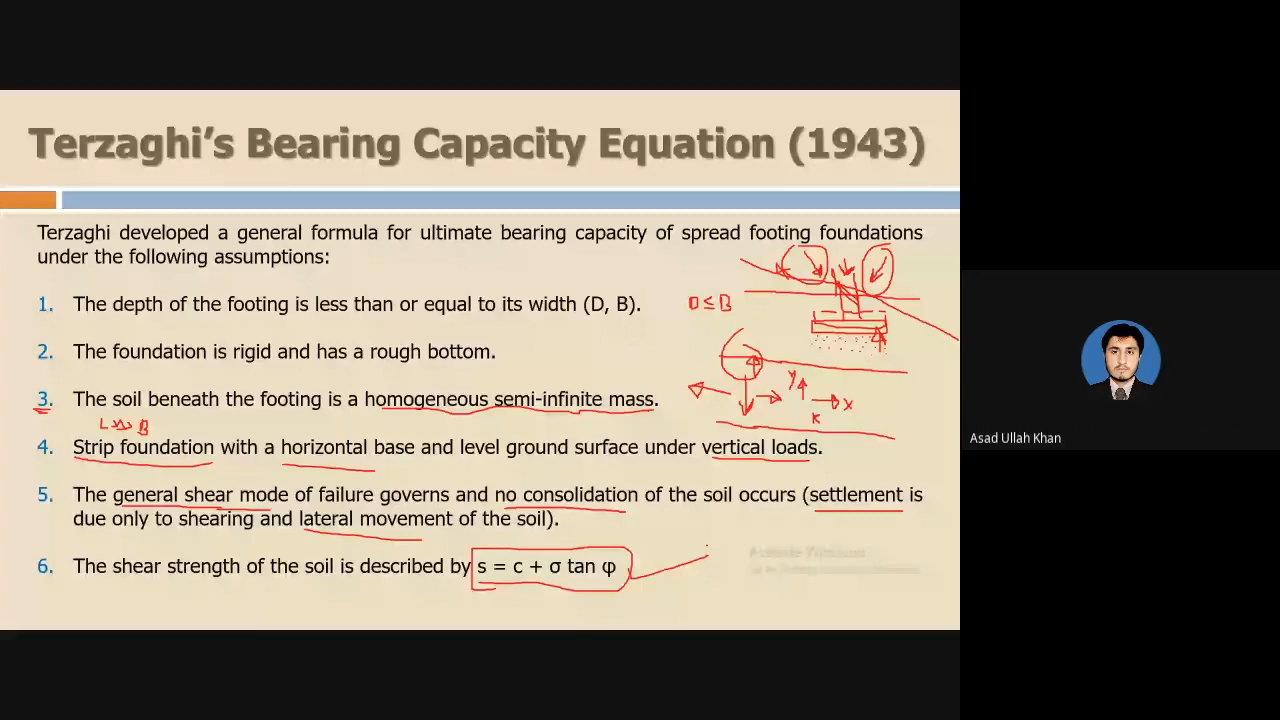 Terzaghi's Bearing Capacity Equation (1943)
Terzaghi developed a general formula for ultimate bearing capacity of spread footing foundations
under the following assumptions:
1. The depth of the footing is less than or equal to its width (D, B).
D ≤ B
2. The foundation is rigid and has a rough bottom.
3. The soil beneath the footing is a homogeneous semi-infinite mass.
y
x
L >>> B
4. Strip foundation with a horizontal base and level ground surface under vertical loads.
5. The general shear mode of failure governs and no consolidation of the soil occurs (settlement is
due only to shearing and lateral movement of the soil).
6. The shear strength of the soil is described by s = c + σ tan φ
Activate Windows
Asad Ullah Khan